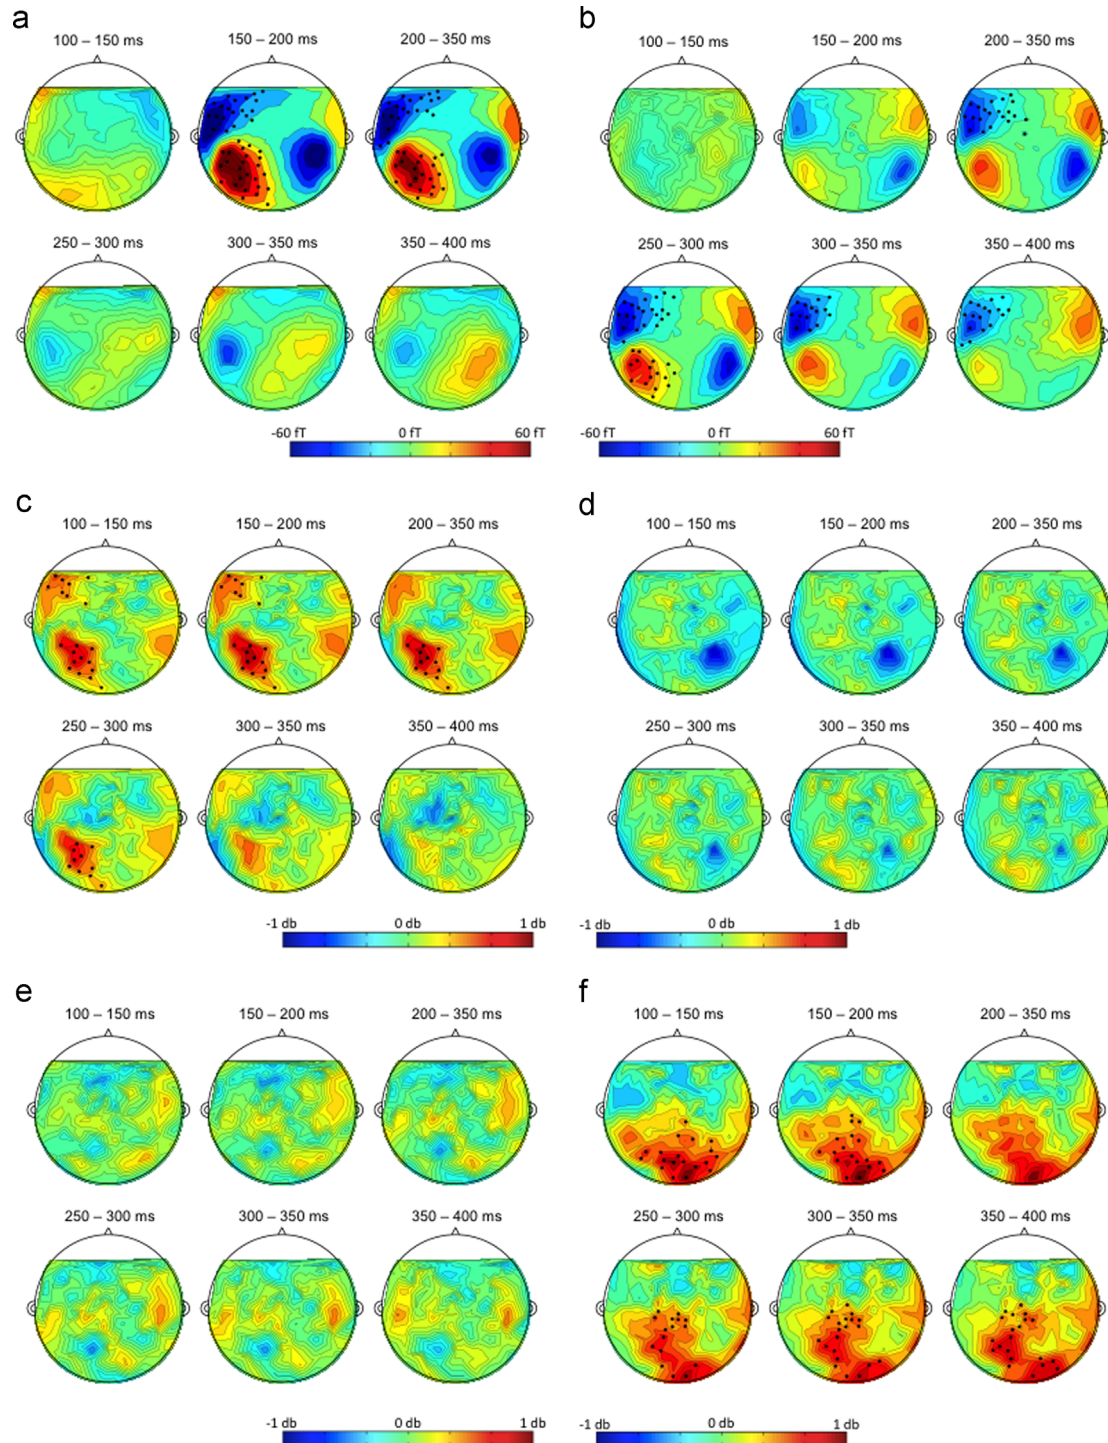 a
100 – 150 ms
150 – 200 ms
200 – 350 ms
250 – 300 ms
300 – 350 ms
350 – 400 ms
-60 fT
0 fT
60 fT
b
100 – 150 ms
150 – 200 ms
200 – 350 ms
250 – 300 ms
300 – 350 ms
350 – 400 ms
-60 fT
0 fT
60 fT
c
100 – 150 ms
150 – 200 ms
200 – 350 ms
250 – 300 ms
300 – 350 ms
350 – 400 ms
-1 db
0 db
1 db
d
100 – 150 ms
150 – 200 ms
200 – 350 ms
250 – 300 ms
300 – 350 ms
350 – 400 ms
-1 db
0 db
1 db
e
100 – 150 ms
150 – 200 ms
200 – 350 ms
250 – 300 ms
300 – 350 ms
350 – 400 ms
-1 db
0 db
1 db
f
100 – 150 ms
150 – 200 ms
200 – 350 ms
250 – 300 ms
300 – 350 ms
350 – 400 ms
-1 db
0 db
1 db